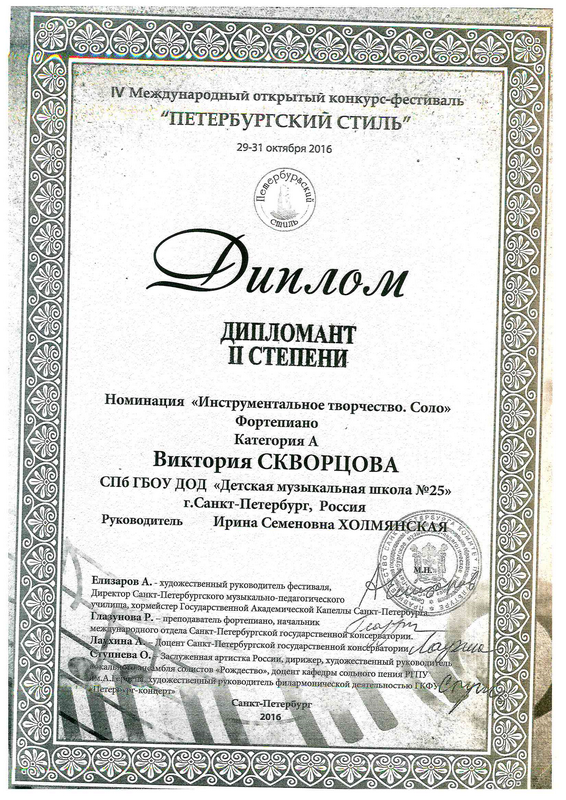 IV Международный открытый конкурс-фестиваль
“ПЕТЕРБУРГСКИЙ СТИЛЬ”
29-31 октября 2016
Петербургский
стиль
Диплом
ДИПЛОМАНТ
II СТЕПЕНИ
Номинация «Инструментальное творчество. Соло»
Фортепиано
Категория А
Виктория СКВОРЦОВА
СПб ГБОУ ДОД «Детская музыкальная школа №25»
г.Санкт-Петербург, Россия
Руководитель Ирина Семеновна ХОЛМЯНСКАЯ
М.П.
Елизаров А. - художественный руководитель фестиваля,
Директор Санкт-Петербургского музыкально-педагогического
училища, хормейстер Государственной Академической Капеллы Санкт-Петербурга
Глазунова Р. – преподаватель фортепиано, начальник
международного отдела Санкт-Петербургской государственной консерватории.
Лаухина А. – Доцент Санкт-Петербургской государственной консерватории
Ступнева О. – Заслуженная артистка России, дирижер, художественный руководитель
вокального ансамбля солистов «Рождество», доцент кафедры сольного пения РГПУ
им.А.Герцена, художественный руководитель филармонической деятельностью ГКФУ
«Петербург-концерт»
Санкт-Петербург
2016